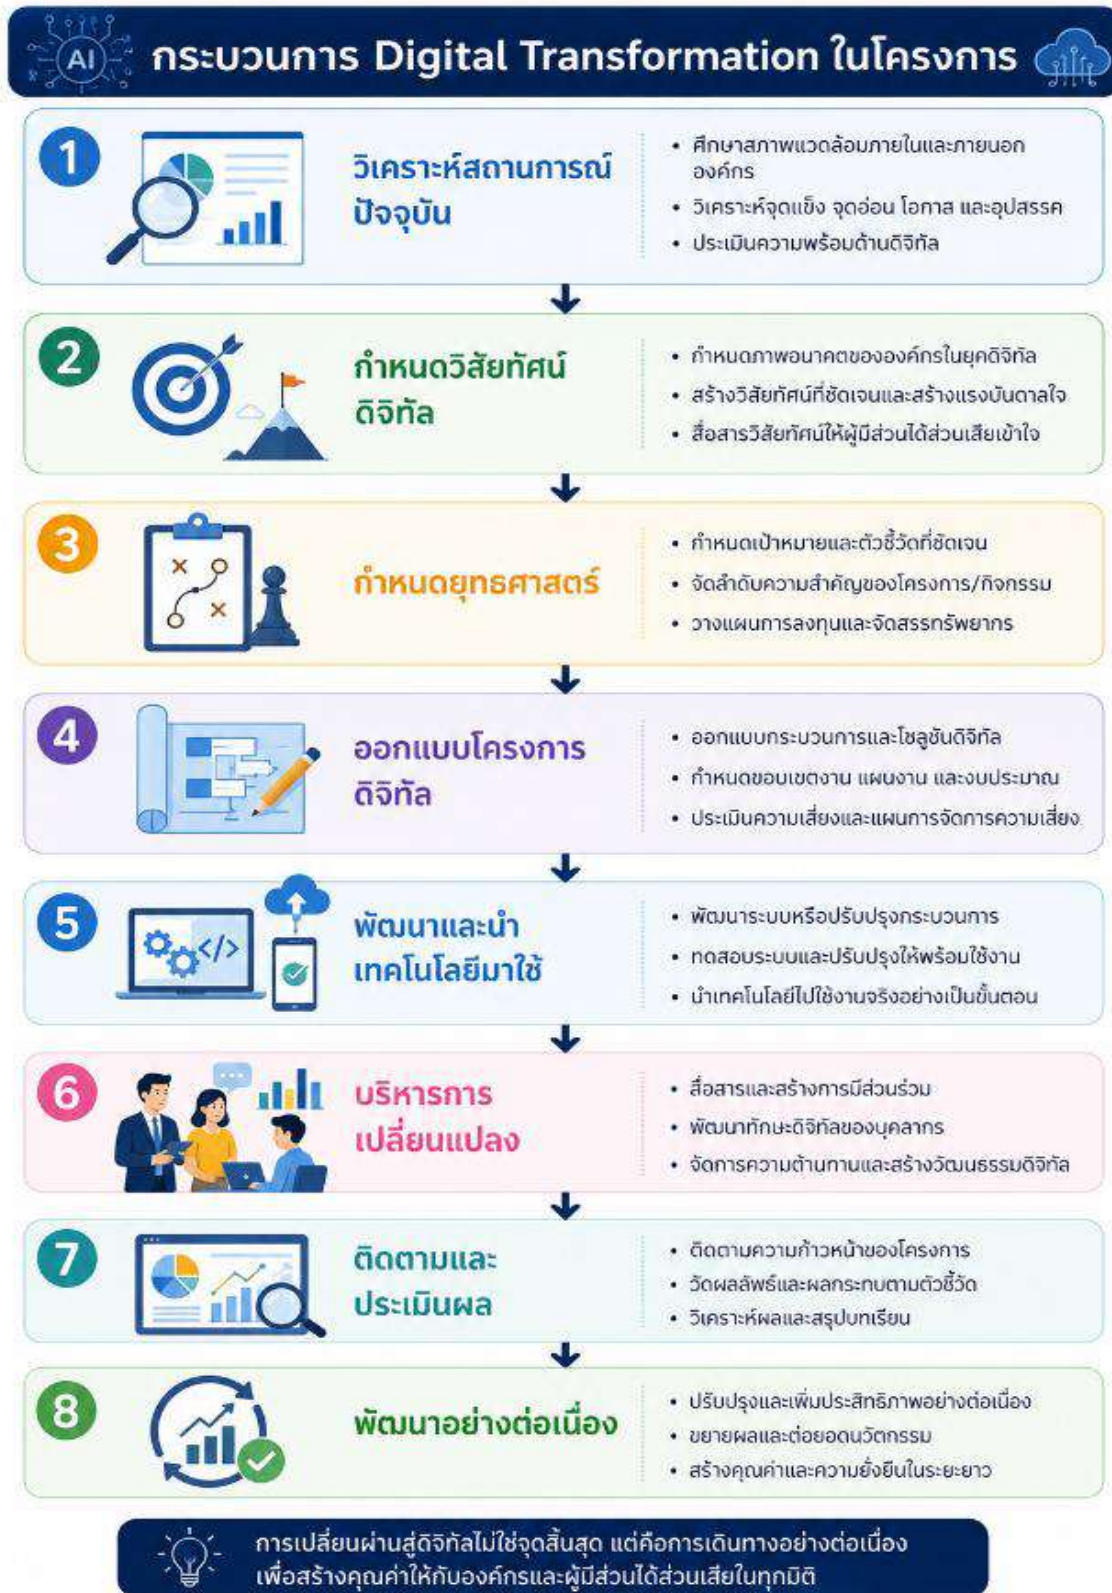 AI
กระบวนการ Digital Transformation ในโครงการ
1
วิเคราะห์สถานการณ์
ปัจจุบัน
• ศึกษาสภาพแวดล้อมภายในและภายนอก
องค์กร
• วิเคราะห์จุดแข็ง จุดอ่อน โอกาส และอุปสรรค
• ประเมินความพร้อมด้านดิจิทัล
2
กำหนดวิสัยทัศน์
ดิจิทัล
• กำหนดภาพอนาคตขององค์กรในยุคดิจิทัล
• สร้างวิสัยทัศน์ที่ชัดเจนและสร้างแรงบันดาลใจ
• สื่อสารวิสัยทัศน์ให้ผู้มีส่วนได้ส่วนเสียเข้าใจ
3
กำหนดยุทธศาสตร์
• กำหนดเป้าหมายและตัวชี้วัดที่ชัดเจน
• จัดลำดับความสำคัญของโครงการ/กิจกรรม
• วางแผนการลงทุนและจัดสรรทรัพยากร
4
ออกแบบโครงการ
ดิจิทัล
• ออกแบบกระบวนการและโซลูชันดิจิทัล
• กำหนดขอบเขตงาน แผนงาน และงบประมาณ
• ประเมินความเสี่ยงและแผนการจัดการความเสี่ยง
5
</>
พัฒนาและนำ
เทคโนโลยีมาใช้
• พัฒนาระบบหรือปรับปรุงกระบวนการ
• ทดสอบระบบและปรับปรุงให้พร้อมใช้งาน
• นำเทคโนโลยีไปใช้งานจริงอย่างเป็นขั้นตอน
6
บริหารการ
เปลี่ยนแปลง
• สื่อสารและสร้างการมีส่วนร่วม
• พัฒนาทักษะดิจิทัลของบุคลากร
• จัดการความต้านทานและสร้างวัฒนธรรมดิจิทัล
7
ติดตามและ
ประเมินผล
• ติดตามความก้าวหน้าของโครงการ
• วัดผลลัพธ์และผลกระทบตามตัวชี้วัด
• วิเคราะห์ผลและสรุปบทเรียน
8
พัฒนาอย่างต่อเนื่อง
• ปรับปรุงและเพิ่มประสิทธิภาพอย่างต่อเนื่อง
• ขยายผลและต่อยอดนวัตกรรม
• สร้างคุณค่าและความยั่งยืนในระยะยาว
การเปลี่ยนผ่านสู่ดิจิทัลไม่ใช่จุดสิ้นสุด แต่คือการเดินทางอย่างต่อเนื่อง
เพื่อสร้างคุณค่าให้กับองค์กรและผู้มีส่วนได้ส่วนเสียในทุกมิติ